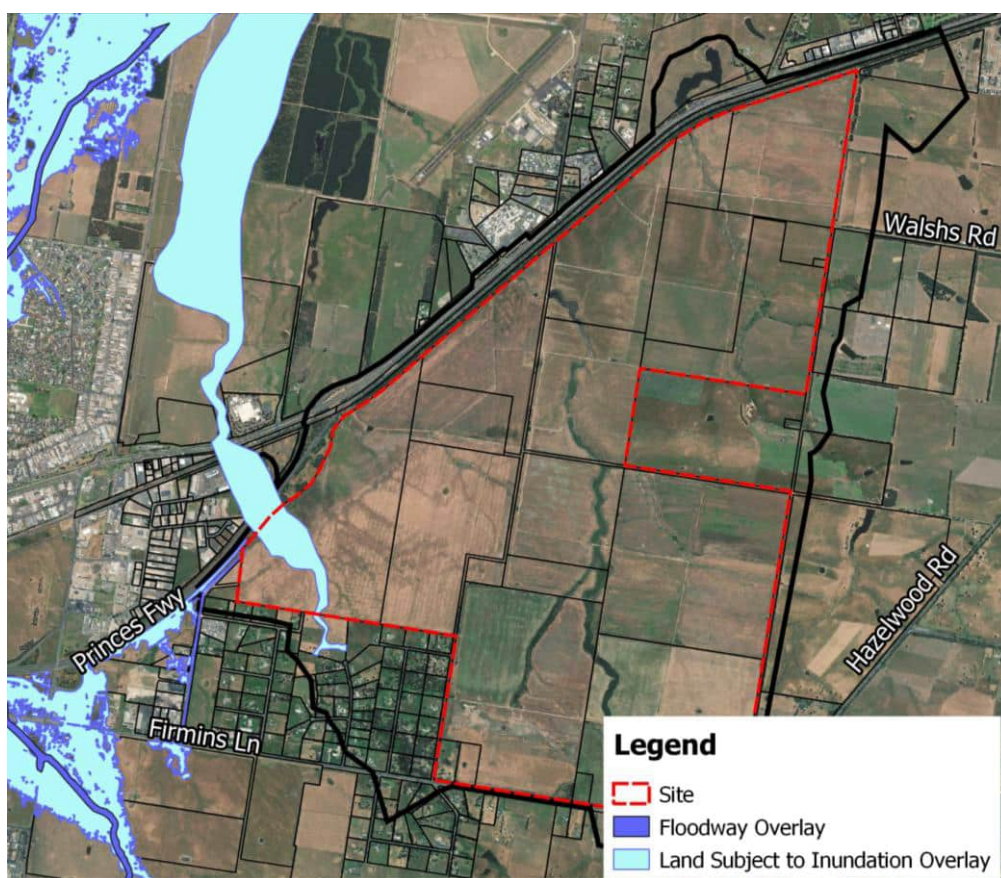 Walshs Rd
Hazelwood Rd
Princes Fwy
Firmins Ln
Legend
Site
Floodway Overlay
Land Subject to Inundation Overlay